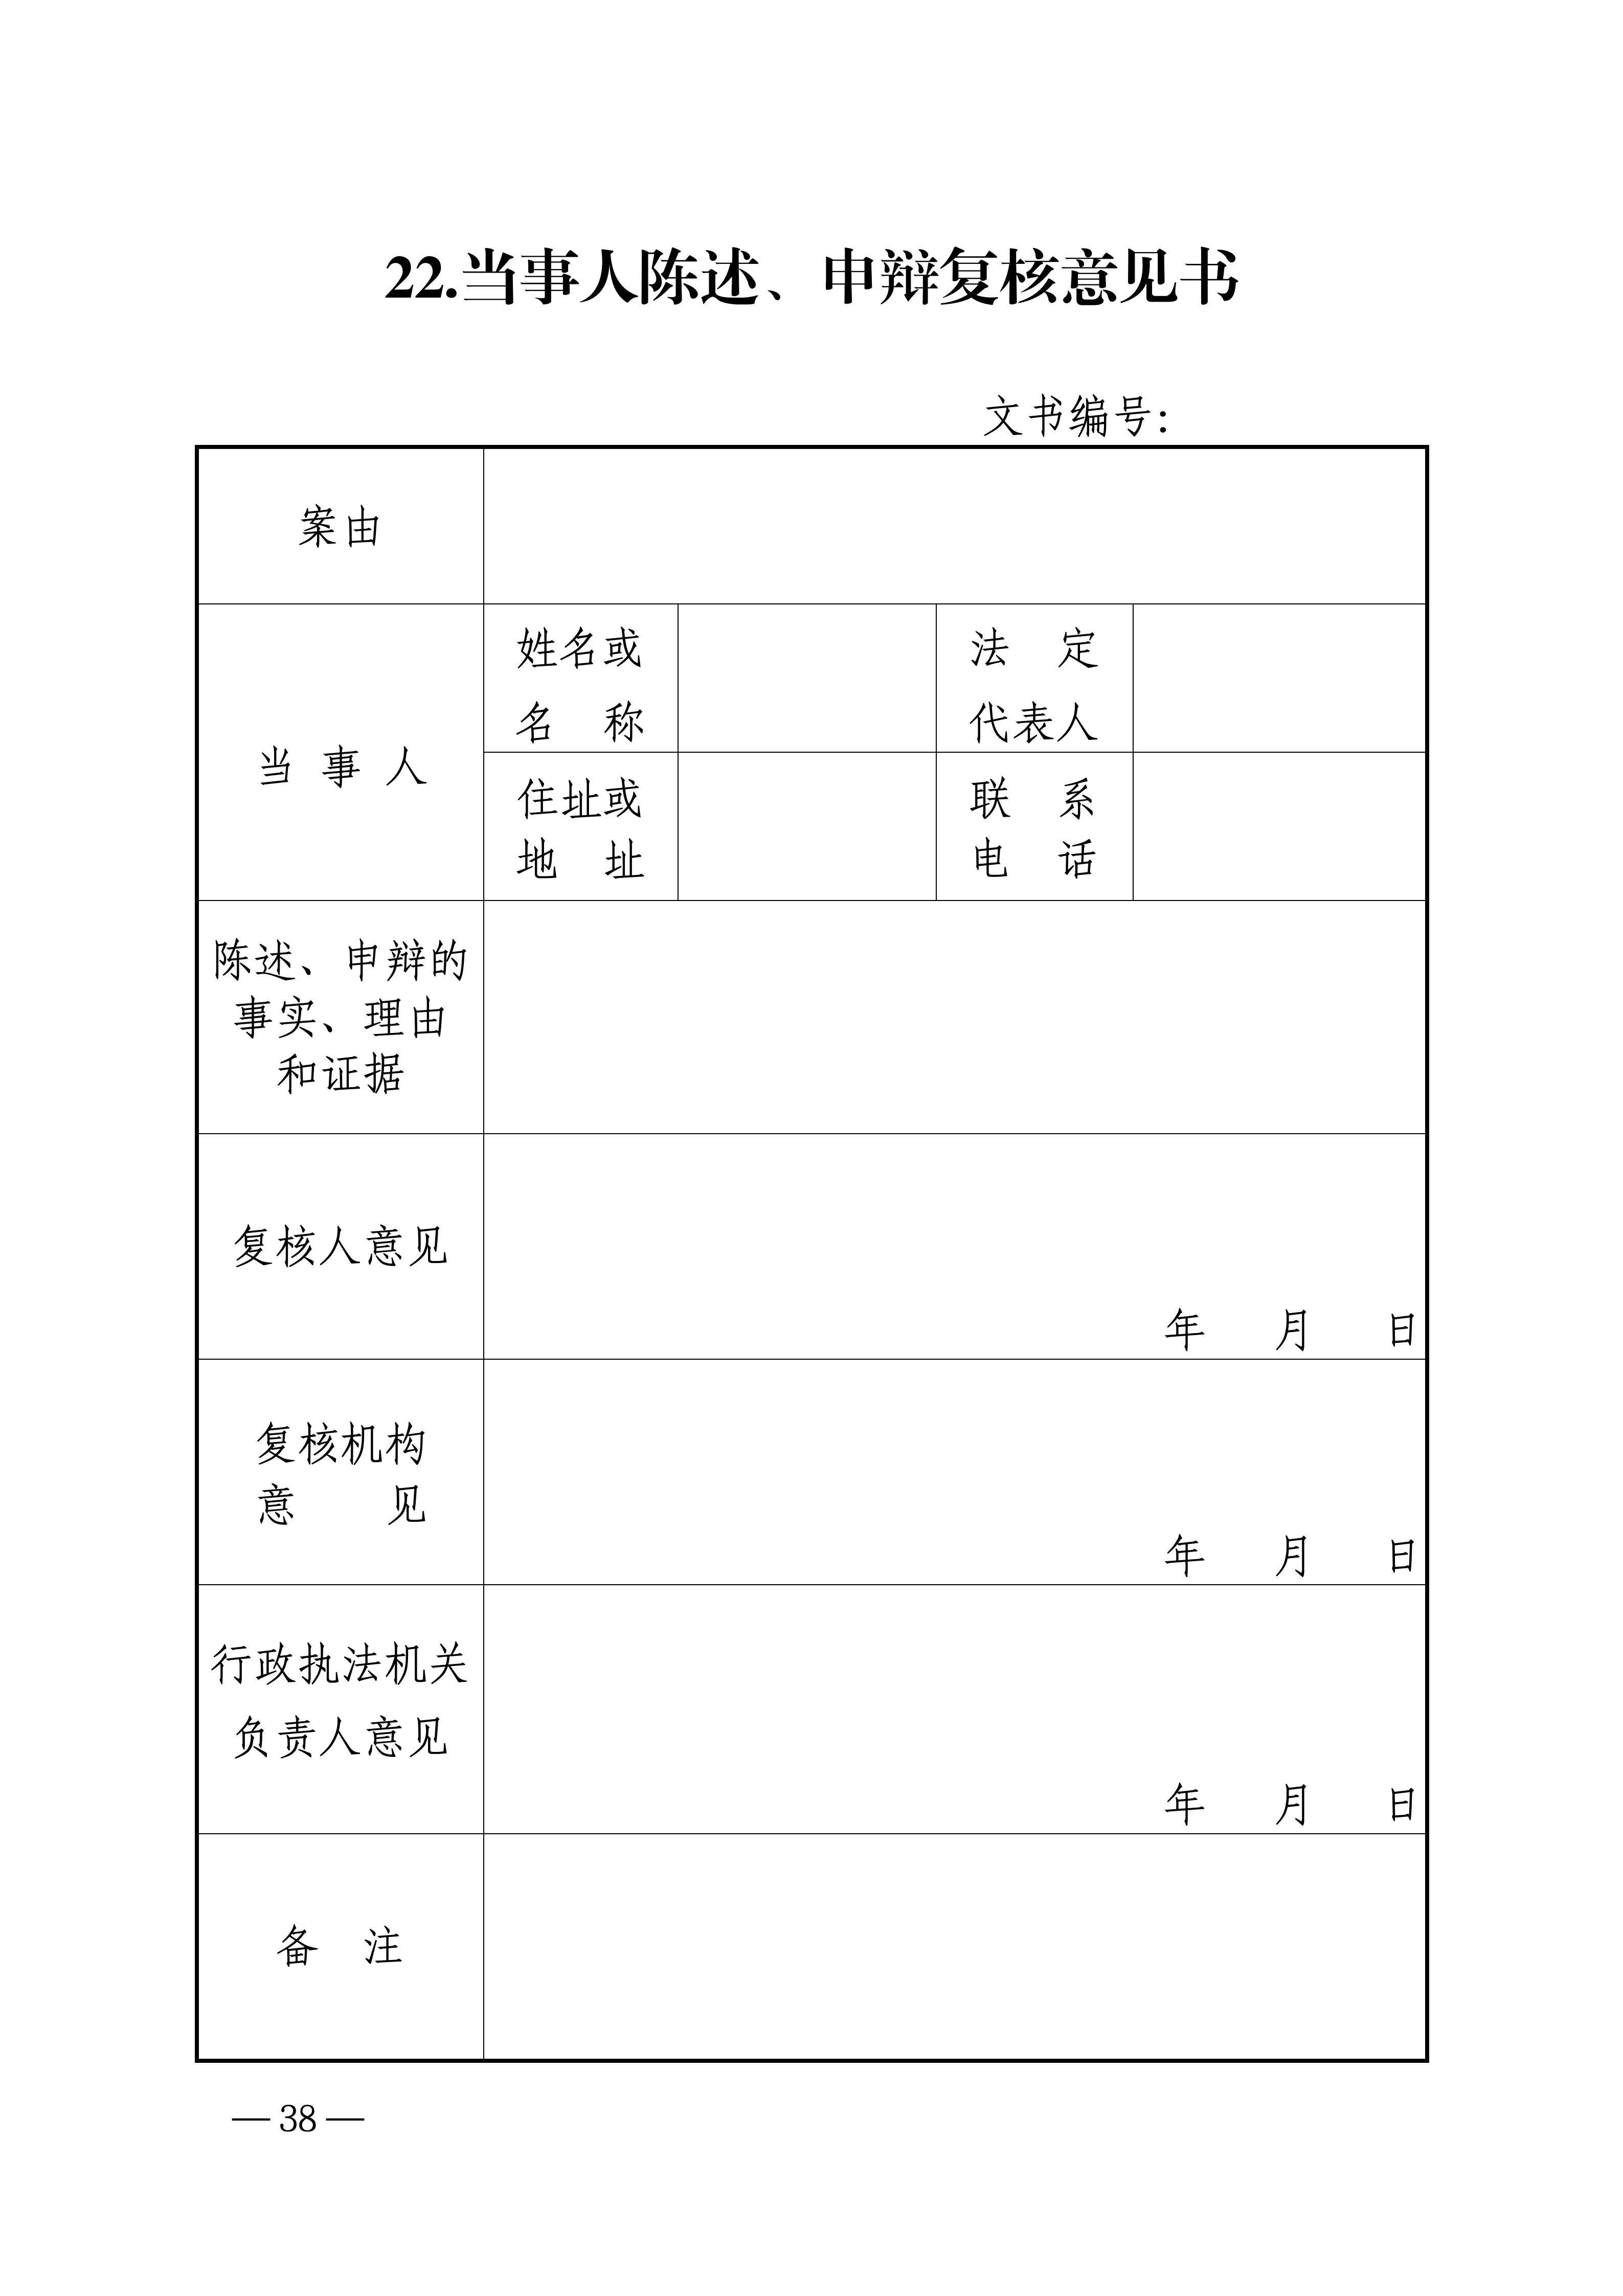 22.当事人陈述、申辩复核意见书
文书编号:
案由
当 事 人
姓名或
名 称
法 定
代表人
住址或
地 址
联 系
电 话
陈述、申辩的
事实、理由
和证据
复核人意见
年 月 日
复核机构
意 见
年 月 日
行政执法机关
负责人意见
年 月 日
备 注
— 38 —